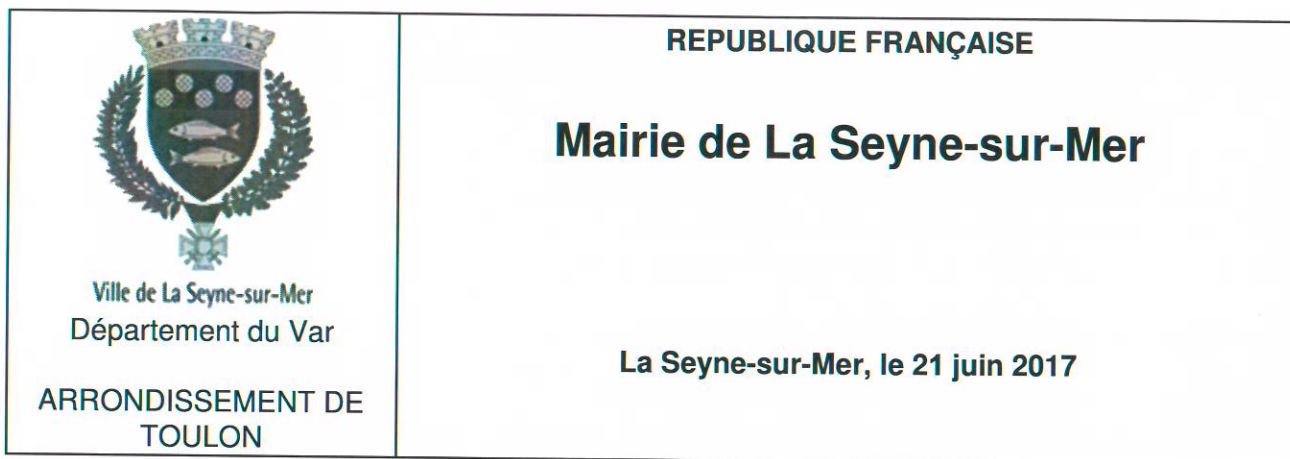 Ville de La Seyne-sur-Mer
Département du Var
ARRONDISSEMENT DE
TOULON
REPUBLIQUE FRANÇAISE
Mairie de La Seyne-sur-Mer
La Seyne-sur-Mer, le 21 juin 2017